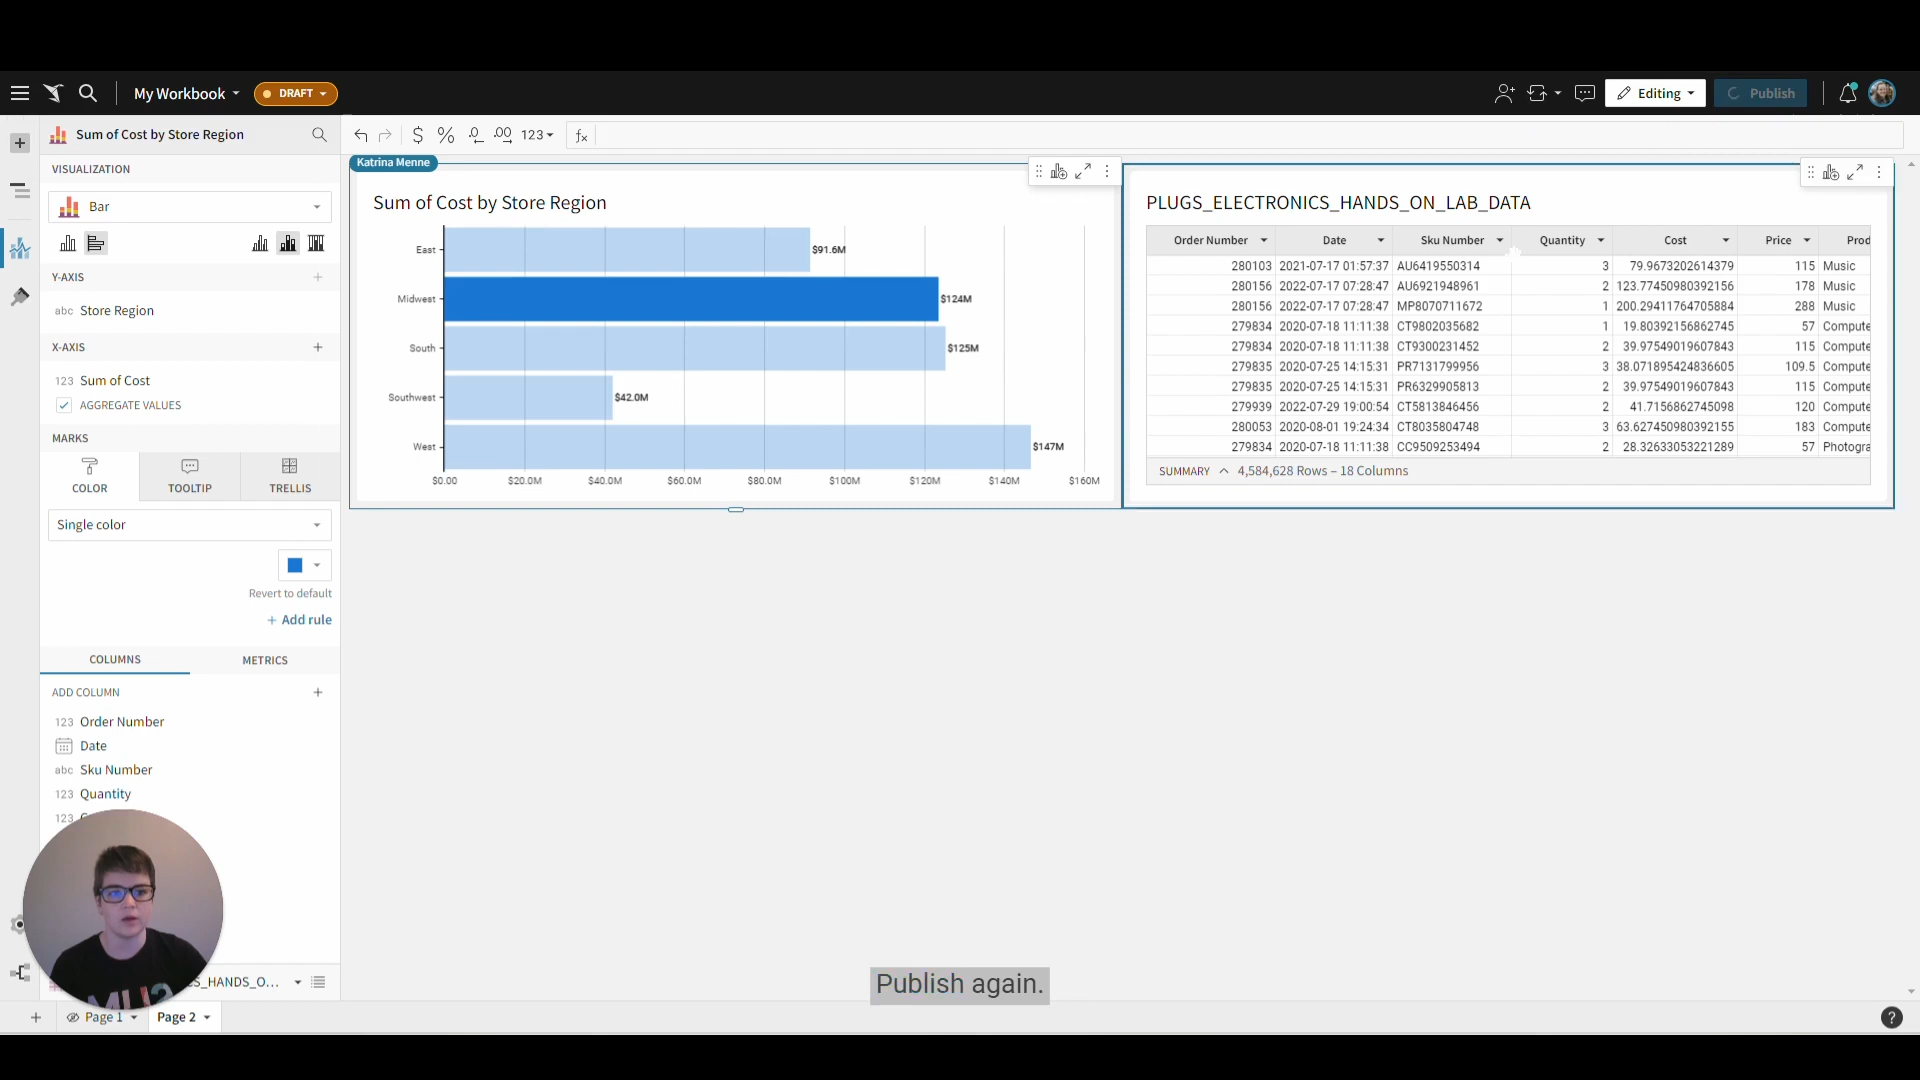 My Workbook
DRAFT
Editing
Publish
Sum of Cost by Store Region
$ % .0 .00 123
fx
VISUALIZATION
Bar
Y-AXIS
abc Store Region
X-AXIS
123 Sum of Cost
AGGREGATE VALUES
MARKS
COLOR
TOOLTIP
TRELLIS
Single color
Revert to default
+ Add rule
COLUMNS
METRICS
ADD COLUMN
123 Order Number
Date
abc Sku Number
123 Quantity
123
S_HANDS_O...
Katrina Menne
Sum of Cost by Store Region
East $91.6M
Midwest $124M
South $125M
Southwest $42.0M
West $147M
$0.00 $20.0M $40.0M $60.0M $80.0M $100M $120M $140M $160M
PLUGS_ELECTRONICS_HANDS_ON_LAB_DATA
Order Number Date Sku Number Quantity Cost Price Prod
280103 2021-07-17 01:57:37 AU6419550314 3 79.9673202614379 115 Music
280156 2022-07-17 07:28:47 AU6921948961 2 123.77450980392156 178 Music
280156 2022-07-17 07:28:47 MP8070711672 1 200.29411764705884 288 Music
279834 2020-07-18 11:11:38 CT9802035682 1 19.80392156862745 57 Compute
279834 2020-07-18 11:11:38 CT9300231452 2 39.97549019607843 115 Compute
279835 2020-07-25 14:15:31 PR7131799956 3 38.071895424836605 109.5 Compute
279835 2020-07-25 14:15:31 PR6329905813 2 39.97549019607843 115 Compute
279939 2022-07-29 19:00:54 CT5813846456 2 41.7156862745098 120 Compute
280053 2020-08-01 19:24:34 CT8035804748 3 63.627450980392155 183 Compute
279834 2020-07-18 11:11:38 CC9509253494 2 28.32633053221289 57 Photogra
SUMMARY 4,584,628 Rows – 18 Columns
Publish again.
Page 1
Page 2